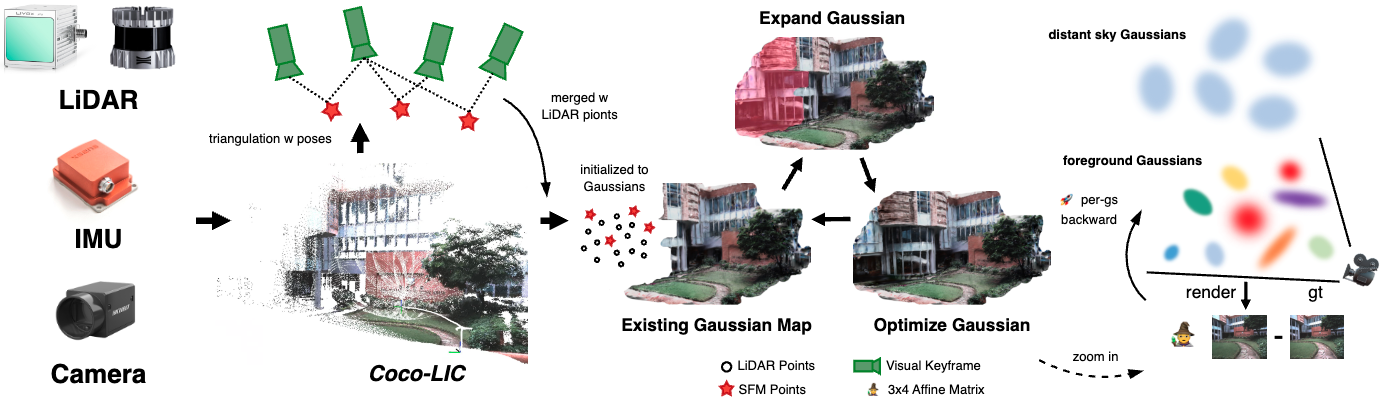 LiVOX
LiDAR
IMU
Camera
triangulation w poses
Coco-LIC
merged w
LiDAR pionts
initialized to
Gaussians
Expand Gaussian
Existing Gaussian Map
Optimize Gaussian
LiDAR Points
SFM Points
Visual Keyframe
3x4 Affine Matrix
distant sky Gaussians
foreground Gaussians
per-gs
backward
render
gt
-
zoom in